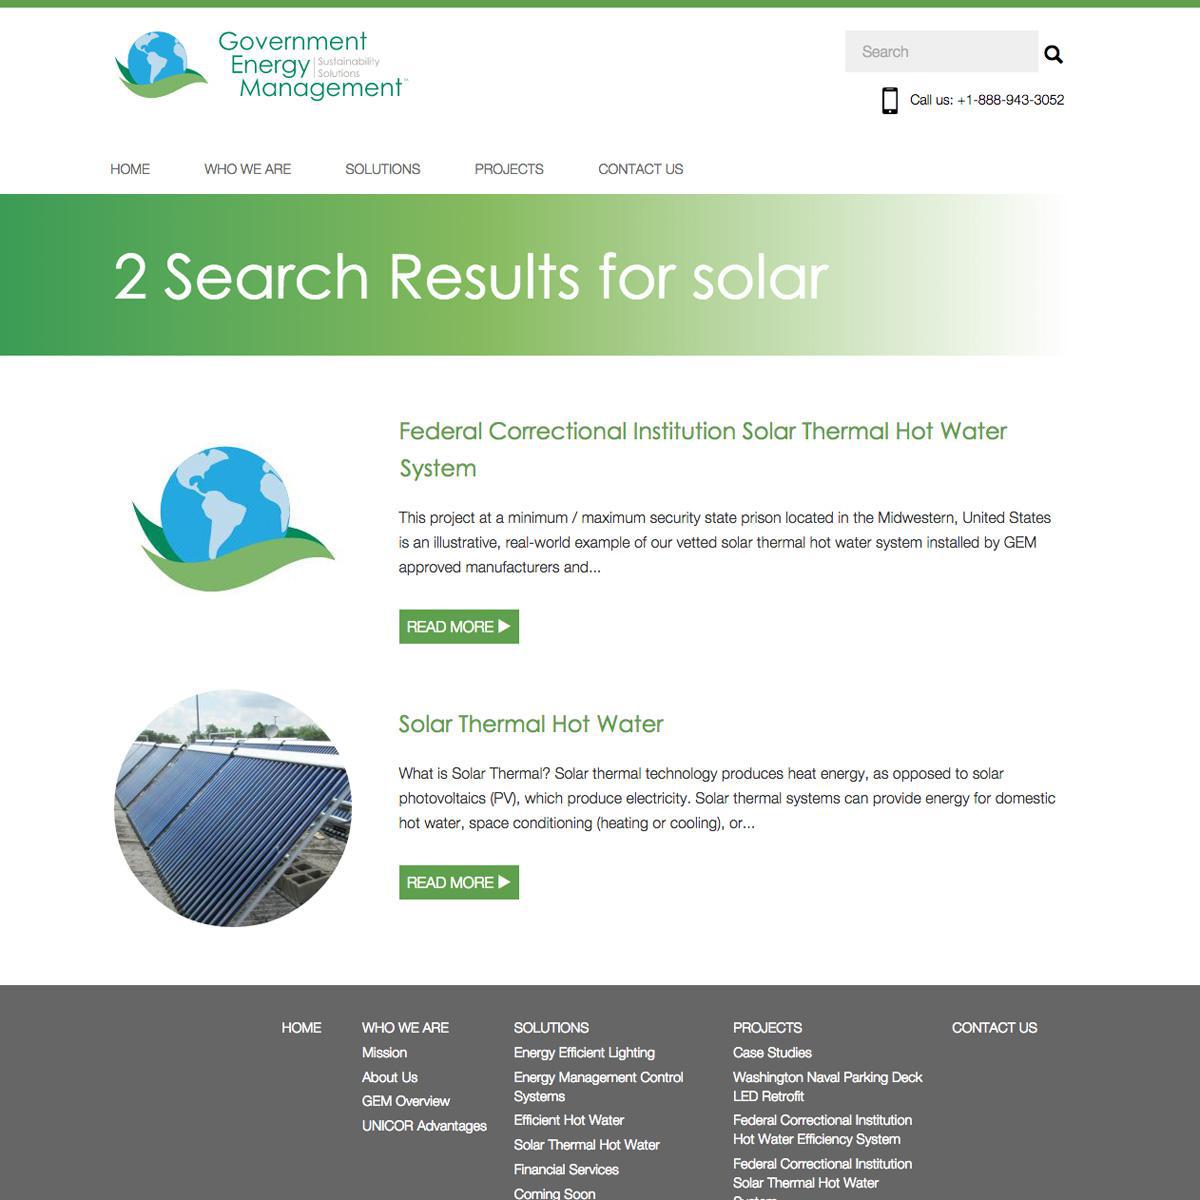 Government
Energy
Management™
Sustainability
Solutions
Search
Call us: +1-888-943-3052
HOME
WHO WE ARE
SOLUTIONS
PROJECTS
CONTACT US
2 Search Results for solar
Federal Correctional Institution Solar Thermal Hot Water
System
This project at a minimum / maximum security state prison located in the Midwestern, United States
is an illustrative, real-world example of our vetted solar thermal hot water system installed by GEM
approved manufacturers and...
READ MORE
Solar Thermal Hot Water
What is Solar Thermal? Solar thermal technology produces heat energy, as opposed to solar
photovoltaics (PV), which produce electricity. Solar thermal systems can provide energy for domestic
hot water, space conditioning (heating or cooling), or...
READ MORE
HOME
WHO WE ARE
Mission
About Us
GEM Overview
UNICOR Advantages
SOLUTIONS
Energy Efficient Lighting
Energy Management Control
Systems
Efficient Hot Water
Solar Thermal Hot Water
Financial Services
Coming Soon
PROJECTS
Case Studies
Washington Naval Parking Deck
LED Retrofit
Federal Correctional Institution
Hot Water Efficiency System
Federal Correctional Institution
Solar Thermal Hot Water
CONTACT US